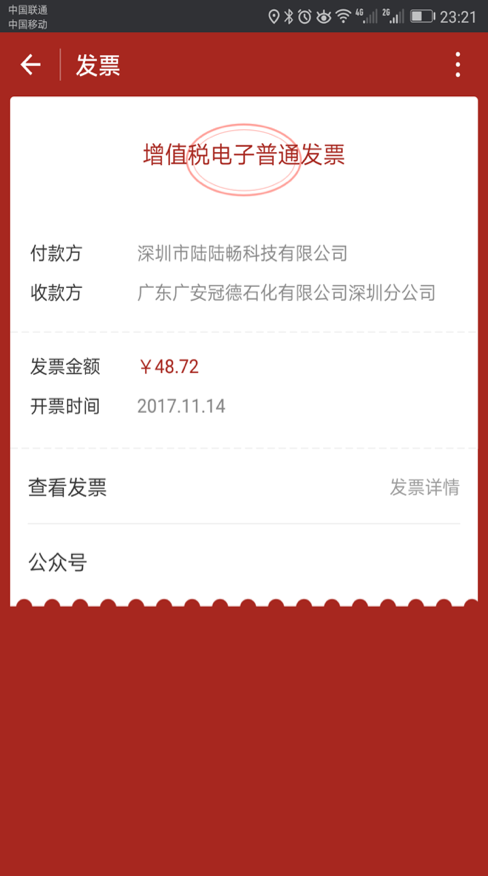 中国联通
中国移动
4G 2G 23:21
发票
增值税电子普通发票
付款方 深圳市陆陆畅科技有限公司
收款方 广东广安冠德石化有限公司深圳分公司
发票金额 ￥48.72
开票时间 2017.11.14
查看发票 发票详情
公众号